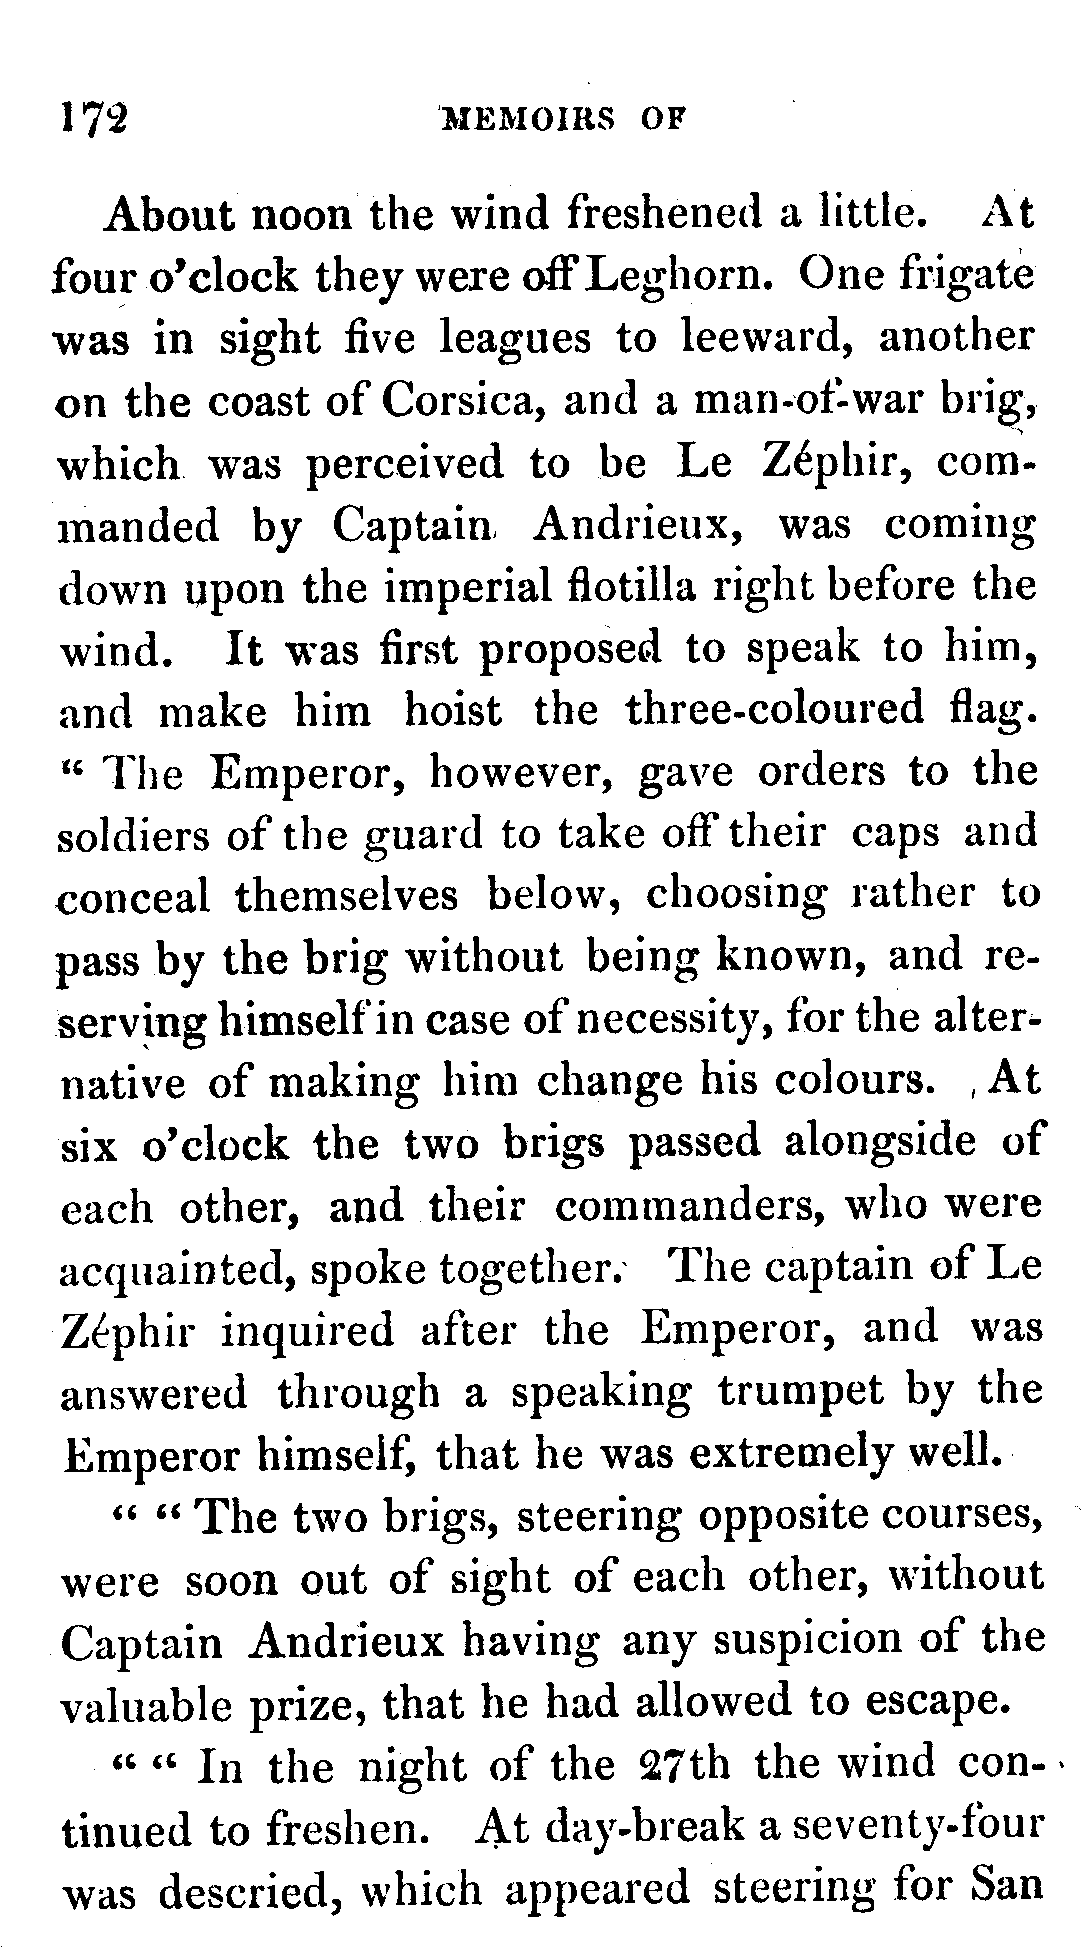 172 MEMOIRS OF
About noon the wind freshened a little. At
four o'clock they were off Leghorn. One frigate
was in sight five leagues to leeward, another
on the coast of Corsica, and a man-of-war brig,
which was perceived to be Le Zéphir, com-
manded by Captain Andrieux, was coming
down upon the imperial flotilla right before the
wind. It was first proposed to speak to him,
and make him hoist the three-coloured flag.
“ The Emperor, however, gave orders to the
soldiers of the guard to take off their caps and
conceal themselves below, choosing rather to
pass by the brig without being known, and re-
serving himself in case of necessity, for the alter-
native of making him change his colours. At
six o'clock the two brigs passed alongside of
each other, and their commanders, who were
acquainted, spoke together. The captain of Le
Zéphir inquired after the Emperor, and was
answered through a speaking trumpet by the
Emperor himself, that he was extremely well.
“ “ The two brigs, steering opposite courses,
were soon out of sight of each other, without
Captain Andrieux having any suspicion of the
valuable prize, that he had allowed to escape.
“ “ In the night of the 27th the wind con-
tinued to freshen. At day-break a seventy-four
was descried, which appeared steering for San